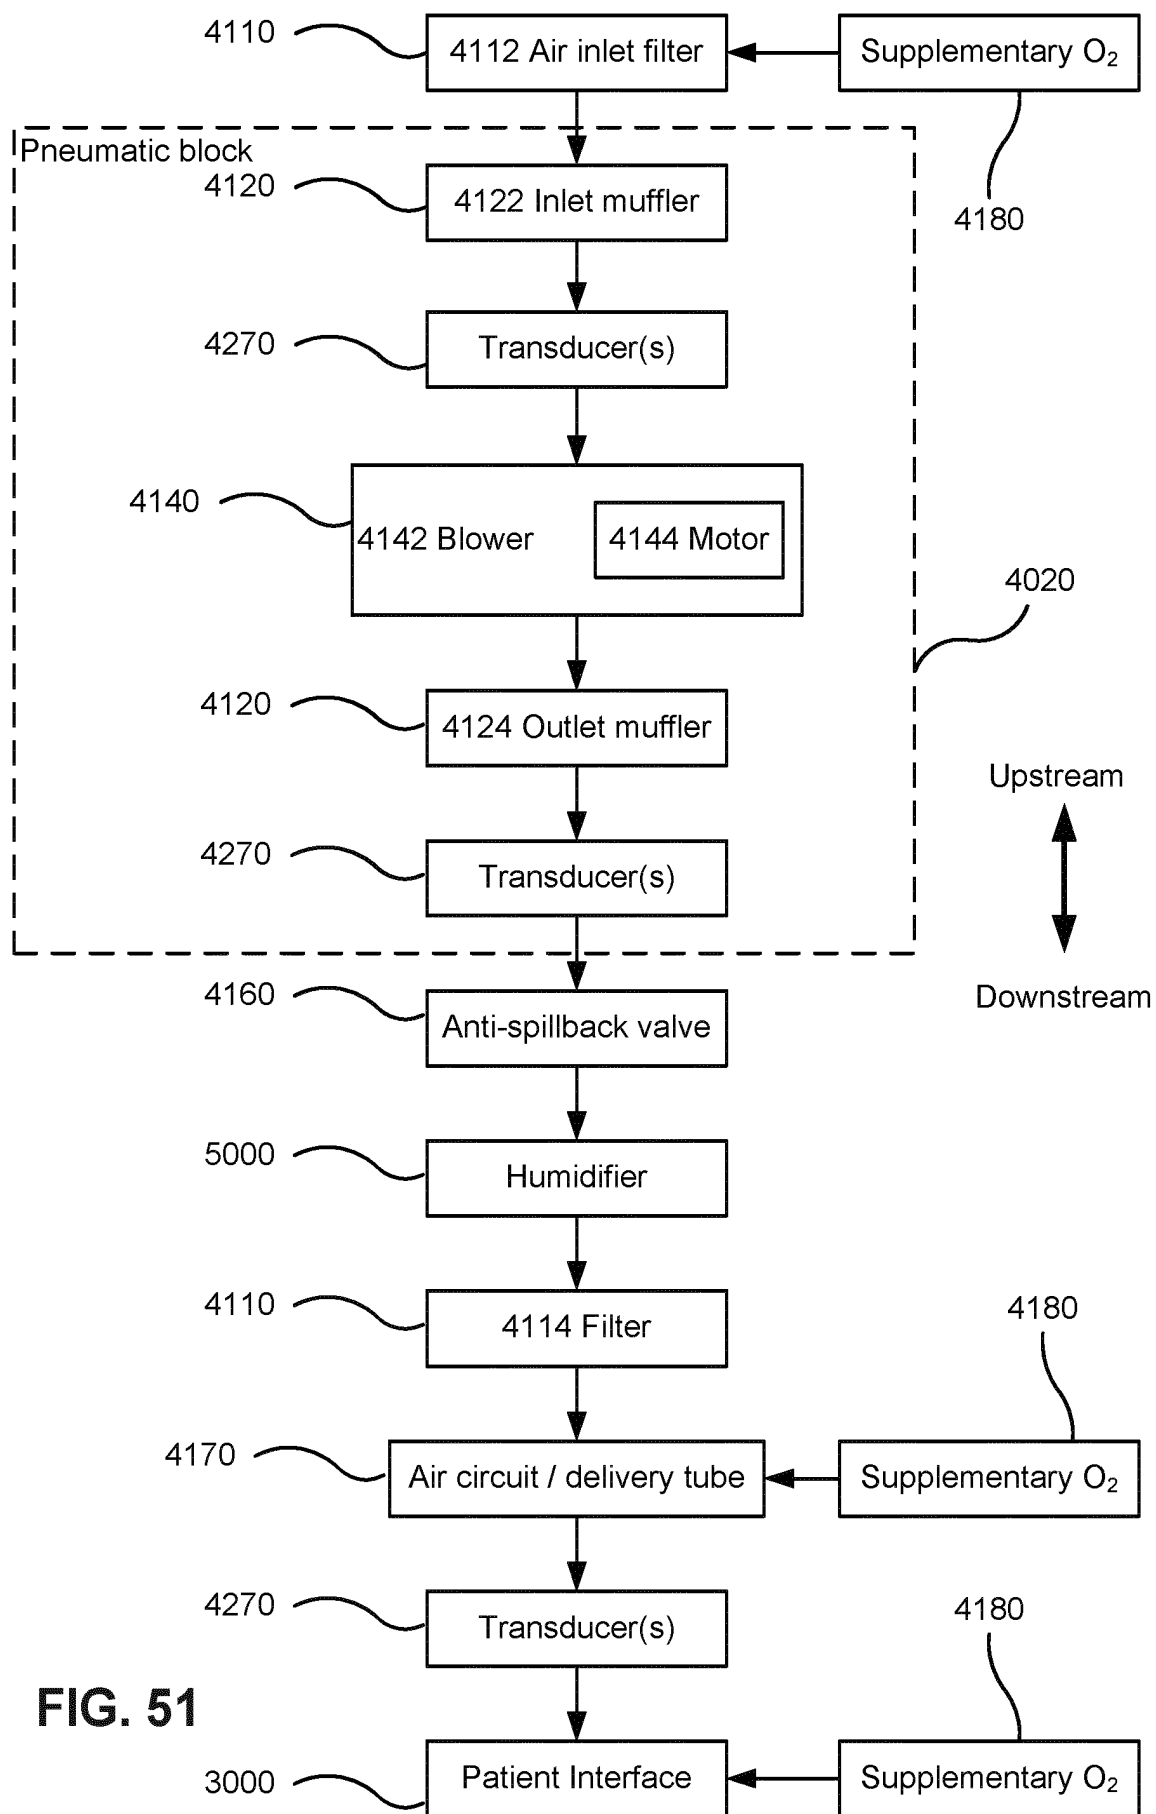 4110
4112 Air inlet filter
Supplementary O₂
Pneumatic block
4120
4122 Inlet muffler
4180
4270
Transducer(s)
4140
4142 Blower
4144 Motor
4020
4120
4124 Outlet muffler
Upstream
4270
Transducer(s)
4160
Anti-spillback valve
Downstream
5000
Humidifier
4110
4114 Filter
4180
4170
Air circuit / delivery tube
Supplementary O₂
4270
Transducer(s)
4180
FIG. 51
3000
Patient Interface
Supplementary O₂